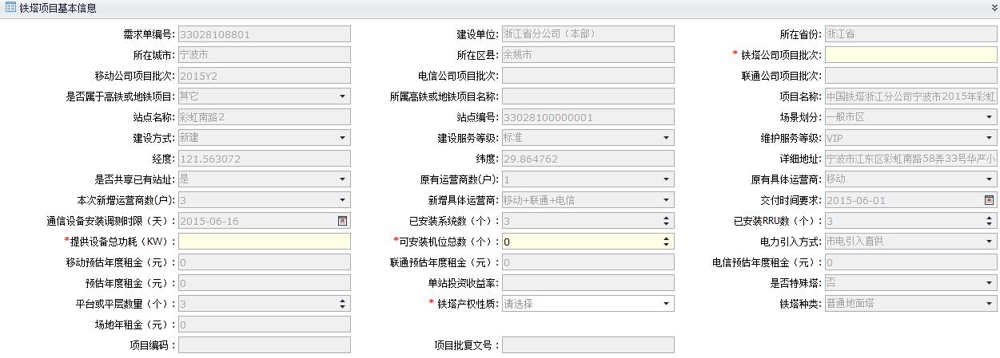 铁塔项目基本信息
需求单编号: 33028108801 建设单位: 浙江省分公司（本部） 所在省份: 浙江省
所在城市: 宁波市 所在区县: 余姚市 * 铁塔公司项目批次:
移动公司项目批次: 2015Y2 电信公司项目批次: 联通公司项目批次:
是否属于高铁或地铁项目: 其它 所属高铁或地铁项目名称: 项目名称: 中国铁塔浙江分公司宁波市2015年彩虹
站点名称: 彩虹南路2 站点编号: 33028100000001 场景划分: 一般市区
建设方式: 新建 建设服务等级: 标准 维护服务等级: VIP
经度: 121.563072 纬度: 29.864762 详细地址: 宁波市江东区彩虹南路58弄33号华严小
是否共享已有站址: 是 原有运营商数(户): 1 原有具体运营商: 移动
本次新增运营商数(户): 3 新增具体运营商: 移动+联通+电信 交付时间要求: 2015-06-01
通信设备安装调测时限（天）: 2015-06-16 已安装系统数（个）: 3 已安装RRU数（个）: 3
*提供设备总功耗（KW）: *可安装机位总数（个）: 0 电力引入方式: 市电引入直供
移动预估年度租金（元）: 0 联通预估年度租金（元）: 0 电信预估年度租金（元）: 0
预估年度租金（元）: 0 单站投资收益率: 是否特殊塔: 否
平台或平层数量（个）: 3 * 铁塔产权性质: 请选择 铁塔种类: 普通地面塔
场地年租金（元）: 0
项目编码 : 项目批复文号 :